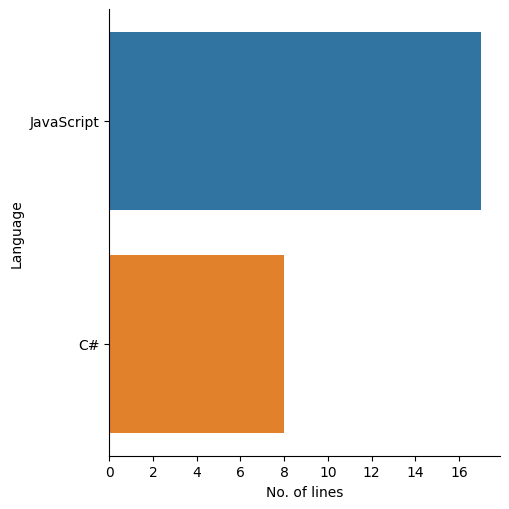 JavaScript
Language
C#
0 2 4 6 8 10 12 14 16
No. of lines